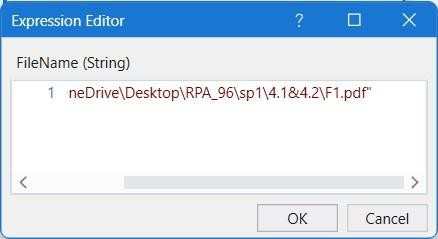 Expression Editor
FileName (String)
1 neDrive\Desktop\RPA_96\sp1\4.1&4.2\F1.pdf"
OK Cancel